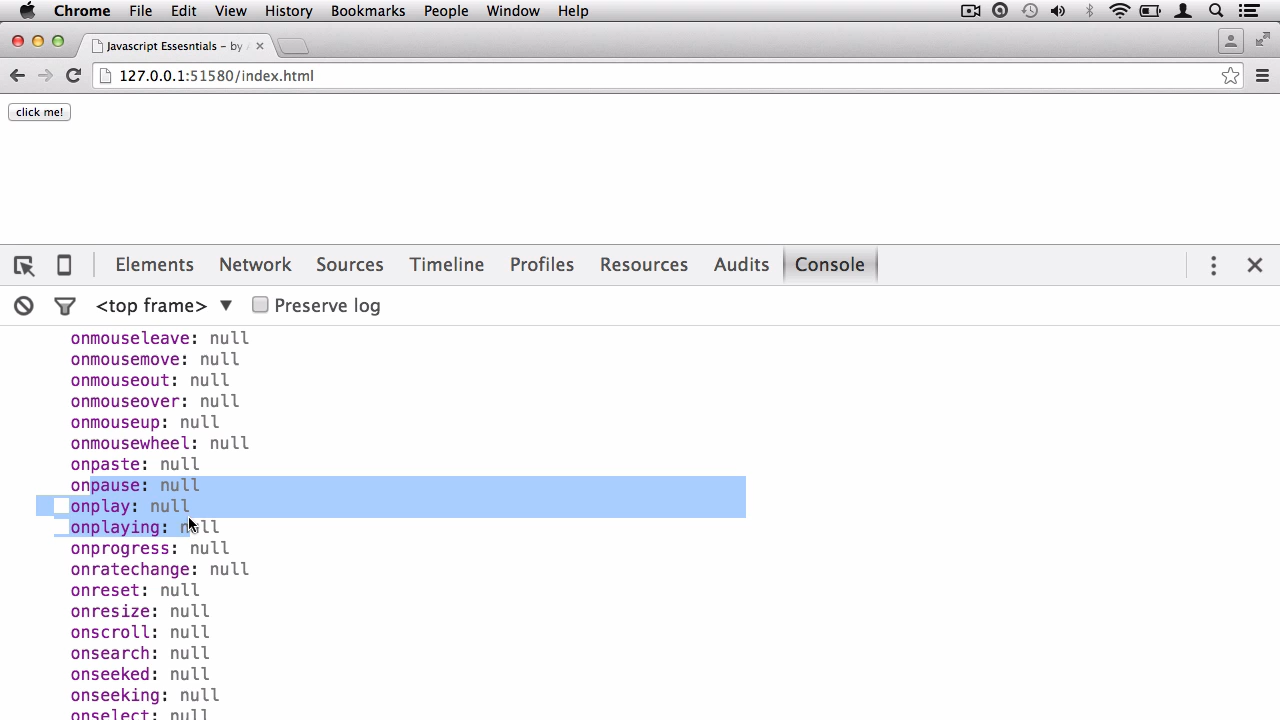 Chrome File Edit View History Bookmarks People Window Help
Javascript Essesntials – by
127.0.0.1:51580/index.html
click me!
Elements Network Sources Timeline Profiles Resources Audits Console
<top frame> ▼ Preserve log
onmouseleave: null
onmousemove: null
onmouseout: null
onmouseover: null
onmouseup: null
onmousewheel: null
onpaste: null
onpause: null
onplay: null
onplaying: null
onprogress: null
onratechange: null
onreset: null
onresize: null
onscroll: null
onsearch: null
onseeked: null
onseeking: null
onselect: null